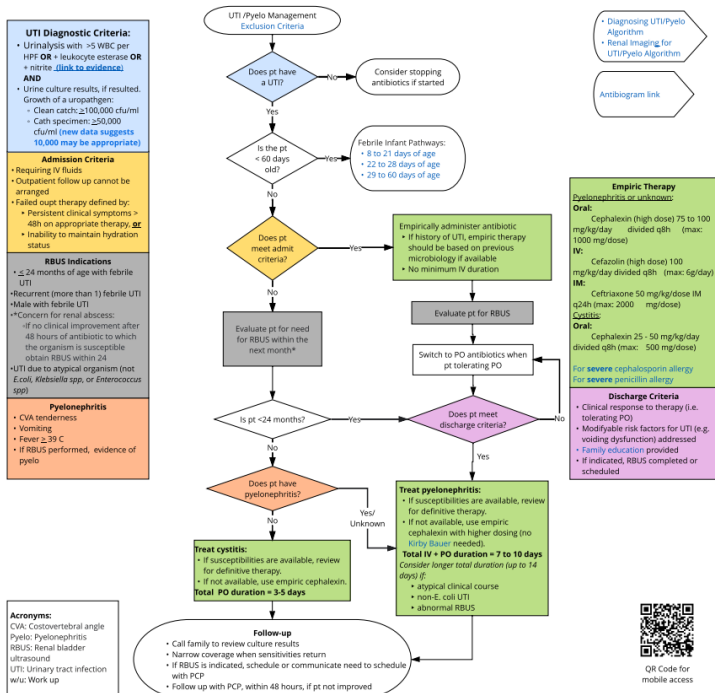 UTI /Pyelo Management
Exclusion Criteria
Diagnosing UTI/Pyelo
Algorithm
Renal Imaging for
UTI/Pyelo Algorithm
Antibiogram link
UTI Diagnostic Criteria:
• Urinalysis with >5 WBC per
HPF OR + leukocyte esterase OR
+ nitrite (link to evidence)
AND
• Urine culture results, if resulted.
Growth of a uropathgen:
◦ Clean catch: >100,000 cfu/ml
◦ Cath specimen: >50,000
cfu/ml (new data suggests
10,000 may be appropriate)
Admission Criteria
• Requiring IV fluids
• Outpatient follow up cannot be
arranged
• Failed oupt therapy defined by:
‣ Persistent clinical symptoms >
48h on appropriate therapy, or
‣ Inability to maintain hydration
status
RBUS Indications
• < 24 months of age with febrile
UTI
•Recurrent (more than 1) febrile UTI
•Male with febrile UTI
•*Concern for renal abscess:
◦If no clinical improvement after
48 hours of antibiotic to which
the organism is susceptible
obtain RBUS within 24
•UTI due to atypical organism (not
E.coli, Klebsiella spp, or Enterococcus
spp)
Pyelonephritis
• CVA tenderness
• Vomiting
• Fever > 39 C
• If RBUS performed, evidence of
pyelo
Does pt have
a UTI?
No
Consider stopping
antibiotics if started
Yes
Is the pt
< 60 days
old?
Yes
Febrile Infant Pathways:
• 8 to 21 days of age
• 22 to 28 days of age
• 29 to 60 days of age
No
Does pt
meet admit
criteria?
Yes
Empirically administer antibiotic
• If history of UTI, empiric therapy
should be based on previous
microbiology if available
• No minimum IV duration
No
Evaluate pt for need
for RBUS within the
next month*
Evaluate pt for RBUS
Switch to PO antibiotics when
pt tolerating PO
Is pt <24 months?
Yes
Does pt meet
discharge criteria?
No
No
Yes
Does pt have
pyelonephritis?
Yes/
Unknown
No
Treat cystitis:
• If susceptibilities are available, review
for definitive therapy.
• If not available, use empiric cephalexin.
Total PO duration = 3-5 days
Treat pyelonephritis:
• If susceptibilities are available, review
for definitive therapy.
• If not available, use empiric
cephalexin with higher dosing (no
Kirby Bauer needed).
Total IV + PO duration = 7 to 10 days
Consider longer total duration (up to 14
days) if:
‣ atypical clinical course
‣ non-E. coli UTI
‣ abnormal RBUS
Empiric Therapy
Pyelonephritis or unknown:
Oral:
Cephalexin (high dose) 75 to 100
mg/kg/day divided q8h (max:
1000 mg/dose)
IV:
Cefazolin (high dose) 100
mg/kg/day divided q8h (max: 6g/day)
IM:
Ceftriaxone 50 mg/kg/dose IM
q24h (max: 2000 mg/dose)
Cystitis:
Oral:
Cephalexin 25 - 50 mg/kg/day
divided q8h (max: 500 mg/dose)
For severe cephalosporin allergy
For severe penicillin allergy
Discharge Criteria
• Clinical response to therapy (i.e.
tolerating PO)
• Modifyable risk factors for UTI (e.g.
voiding dysfunction) addressed
• Family education provided
• If indicated, RBUS completed or
scheduled
Acronyms:
CVA: Costovertebral angle
Pyelo: Pyelonephritis
RBUS: Renal bladder
ultrasound
UTI: Urinary tract infection
w/u: Work up
Follow-up
• Call family to review culture results
• Narrow coverage when sensitivities return
• If RBUS is indicated, schedule or communicate need to schedule
with PCP
• Follow up with PCP, within 48 hours, if pt not improved
QR Code for
mobile access